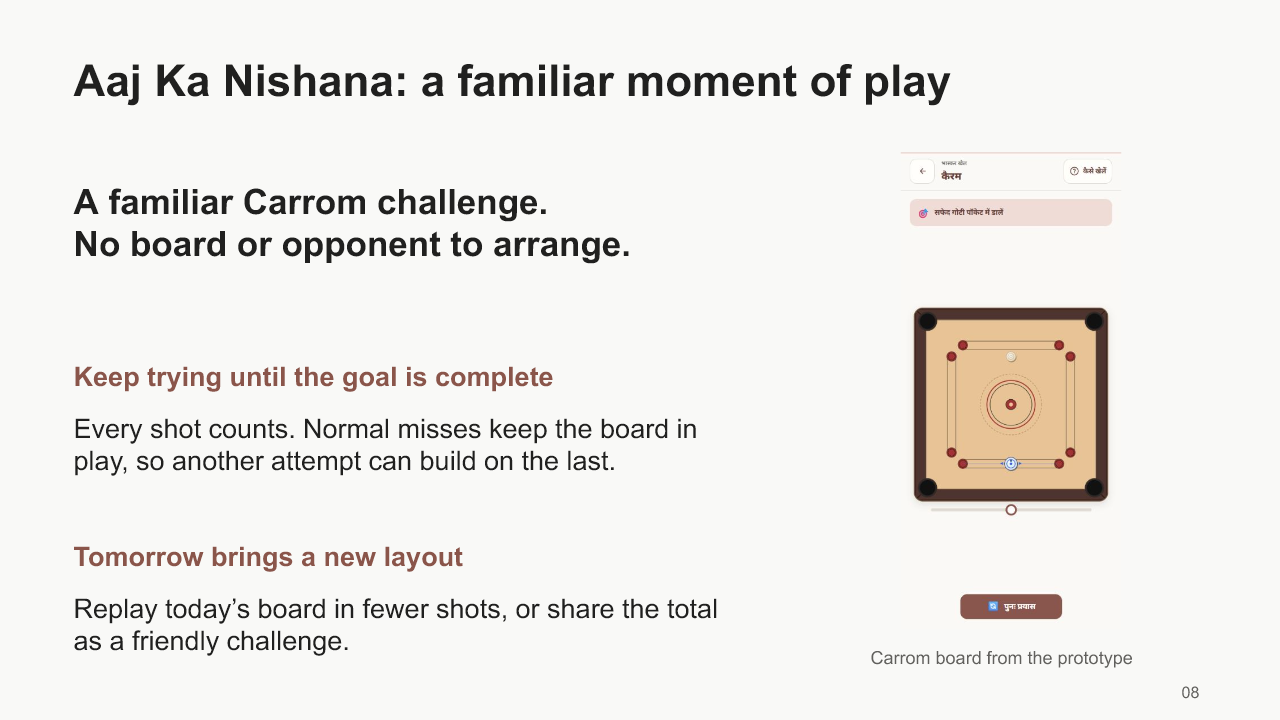 Aaj Ka Nishana: a familiar moment of play
A familiar Carrom challenge.
No board or opponent to arrange.
Keep trying until the goal is complete
Every shot counts. Normal misses keep the board in
play, so another attempt can build on the last.
Tomorrow brings a new layout
Replay today’s board in fewer shots, or share the total
as a friendly challenge.
भास्कर खेल
कैरम
कैसे खेलें
सफेद गोटी पॉकेट में डालें
पुनः प्रयास
Carrom board from the prototype
08